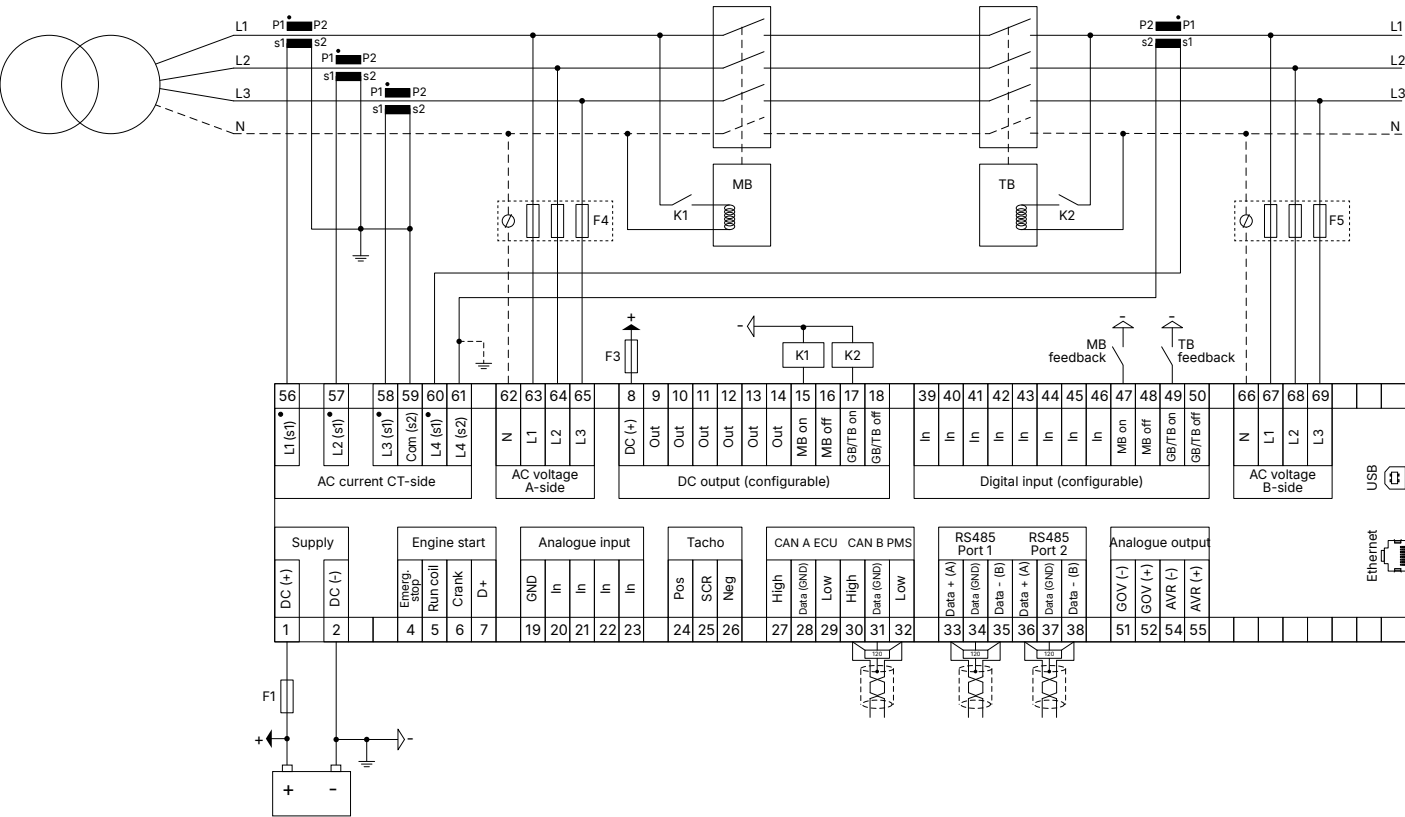 L1
P1 P2
s1 s2
L2
P1 P2
s1 s2
L3
P1 P2
s1 s2
N
P2 P1
s2 s1
L1
L2
L3
N
MB
K1
TB
K2
F4
F5
+
F3
-
K1 K2
-
MB
feedback
-
TB
feedback
56 57 58 59 60 61 62 63 64 65 8 9 10 11 12 13 14 15 16 17 18 39 40 41 42 43 44 45 46 47 48 49 50 66 67 68 69
L1 (s1) L2 (s1) L3 (s1) Com (s2) L4 (s1) L4 (s2) N L1 L2 L3 DC (+) Out Out Out Out Out Out MB on MB off GB/TB on GB/TB off In In In In In In In In MB on MB off GB/TB on GB/TB off N L1 L2 L3
AC current CT-side
AC voltage
A-side
DC output (configurable)
Digital input (configurable)
AC voltage
B-side
USB
Ethernet
Supply
Engine start
Analogue input
Tacho
CAN A ECU CAN B PMS
RS485
Port 1
RS485
Port 2
Analogue output
DC (+) DC (-) Emerg. stop Run coil Crank D+ GND In In In In Pos SCR Neg High Data (GND) Low High Data (GND) Low Data + (A) Data (GND) Data - (B) Data + (A) Data (GND) Data - (B) GOV (-) GOV (+) AVR (-) AVR (+)
1 2 4 5 6 7 19 20 21 22 23 24 25 26 27 28 29 30 31 32 33 34 35 36 37 38 51 52 54 55
120 120 120
F1
+
-
+ -